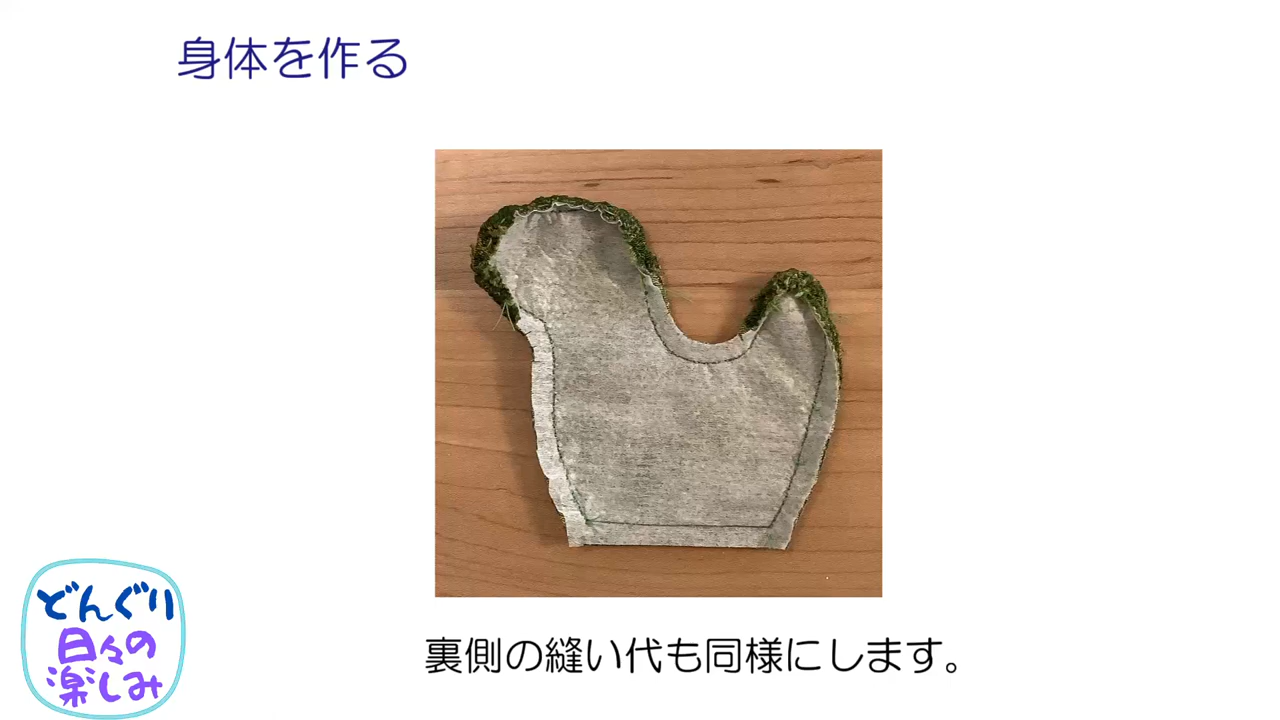 身体を作る
裏側の縫い代も同様にします。
どんぐり
日々の
楽しみ